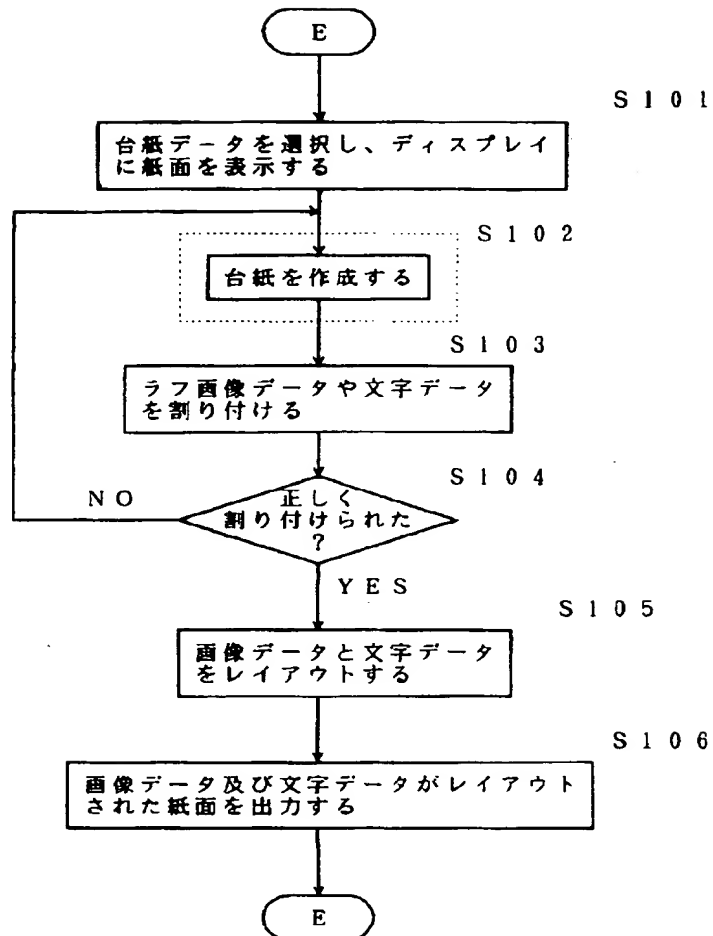 E
S101
台紙データを選択し、ディスプレイ
に紙面を表示する
S102
台紙を作成する
S103
ラフ画像データや文字データ
を割り付ける
S104
NO
正しく
割り付けられた
?
YES
S105
画像データと文字データ
をレイアウトする
S106
画像データ及び文字データがレイアウト
された紙面を出力する
E